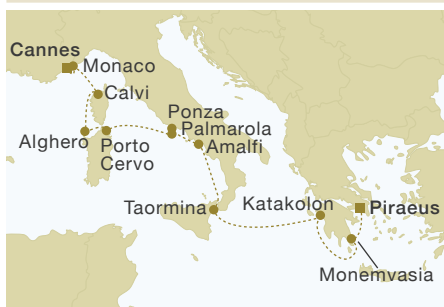 Cannes
Monaco
Calvi
Ponza
Palmarola
Alghero
Porto
Cervo
Amalfi
Taormina
Katakolon
Piraeus
Monemvasia